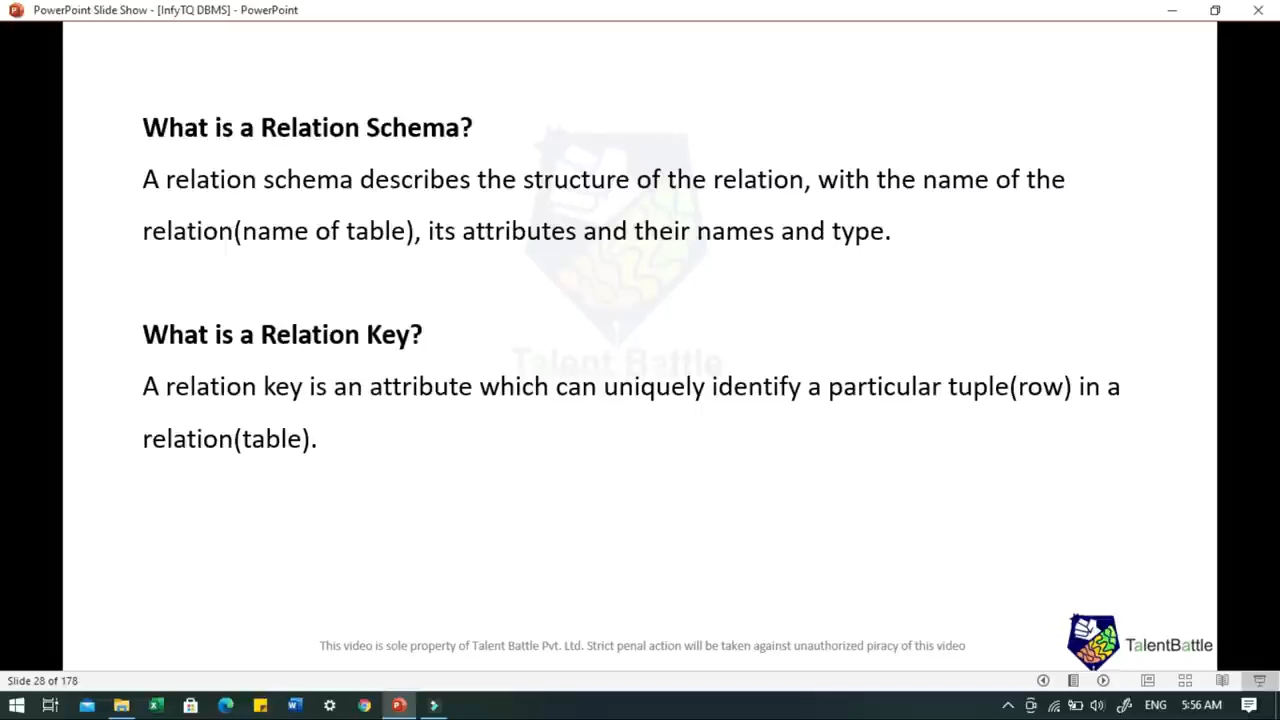 PowerPoint Slide Show - [InfyTQ DBMS] - PowerPoint
What is a Relation Schema?
A relation schema describes the structure of the relation, with the name of the
relation(name of table), its attributes and their names and type.
What is a Relation Key?
Talent Battle
A relation key is an attribute which can uniquely identify a particular tuple(row) in a
relation(table).
This video is sole property of Talent Battle Pvt. Ltd. Strict penal action will be taken against unauthorized piracy of this video
TalentBattle
Slide 28 of 178
ENG
5:56 AM